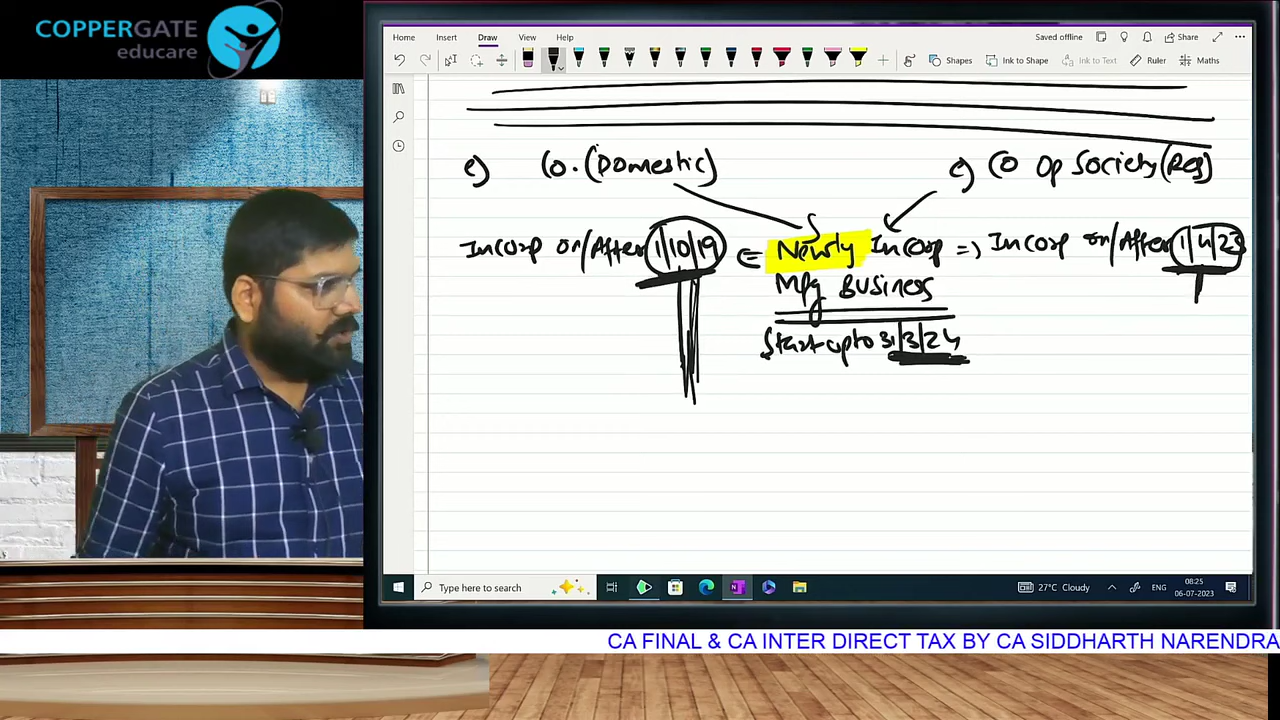 COPPERGATE
educare
Home Insert Draw View Help
Saved offline
Share
Shapes
Ink to Shape
Ink to Text
Ruler
Maths
e) Co. (Domestic)
e) Co Op Society (Res)
Incorp on/After 1/10/19 <= Newly Incorp => Incorp on/After 1/4/23
Mfg Business
Start upto 31/3/24
Type here to search
27°C Cloudy
ENG
08:25
06-07-2023
CA FINAL & CA INTER DIRECT TAX BY CA SIDDHARTH NARENDRA